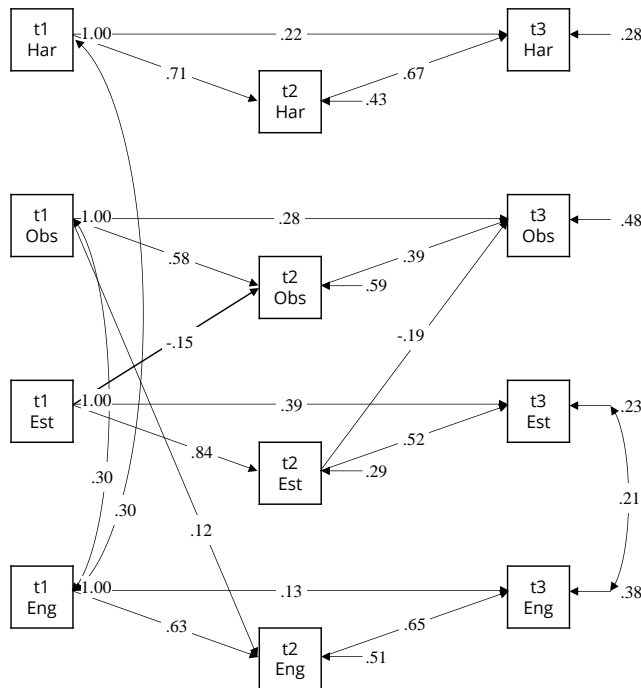 t1
Har
1.00
.22
t3
Har
.28
.71
.67
t2
Har
.43
t1
Obs
1.00
.28
t3
Obs
.48
.58
.39
t2
Obs
.59
-.15
-.19
t1
Est
1.00
.39
t3
Est
.23
.84
.52
t2
Est
.29
.30
.30
.12
.21
t1
Eng
1.00
.13
t3
Eng
.38
.63
.65
t2
Eng
.51